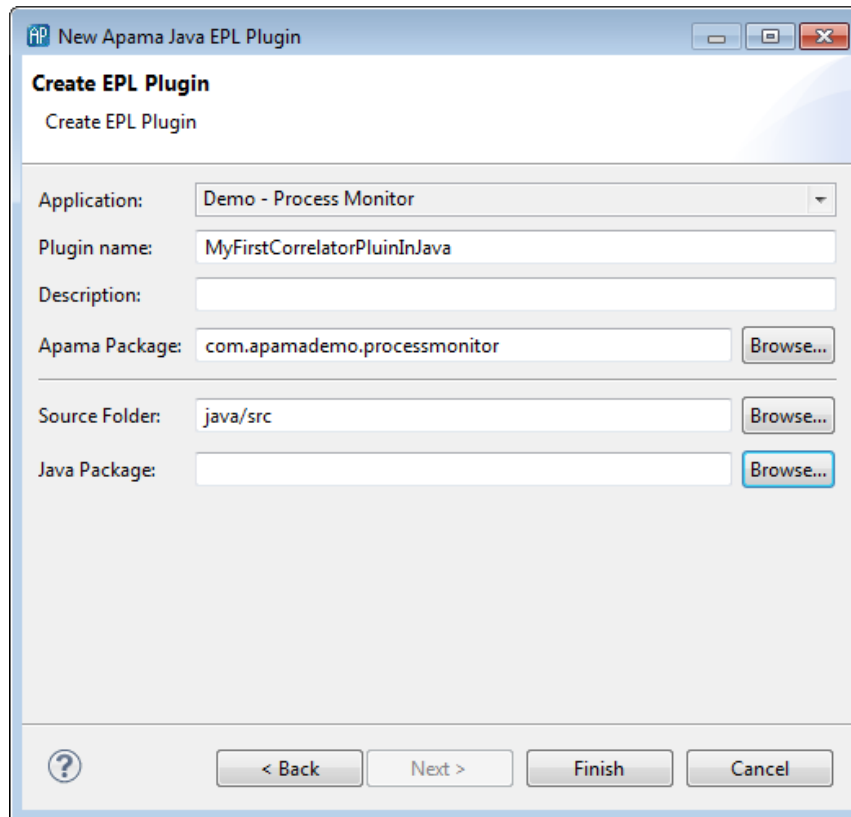 AP New Apama Java EPL Plugin
Create EPL Plugin
Create EPL Plugin
Application: Demo - Process Monitor
Plugin name: MyFirstCorrelatorPluinInJava
Description:
Apama Package: com.apamademo.processmonitor Browse...
Source Folder: java/src Browse...
Java Package: Browse...
? < Back Next > Finish Cancel